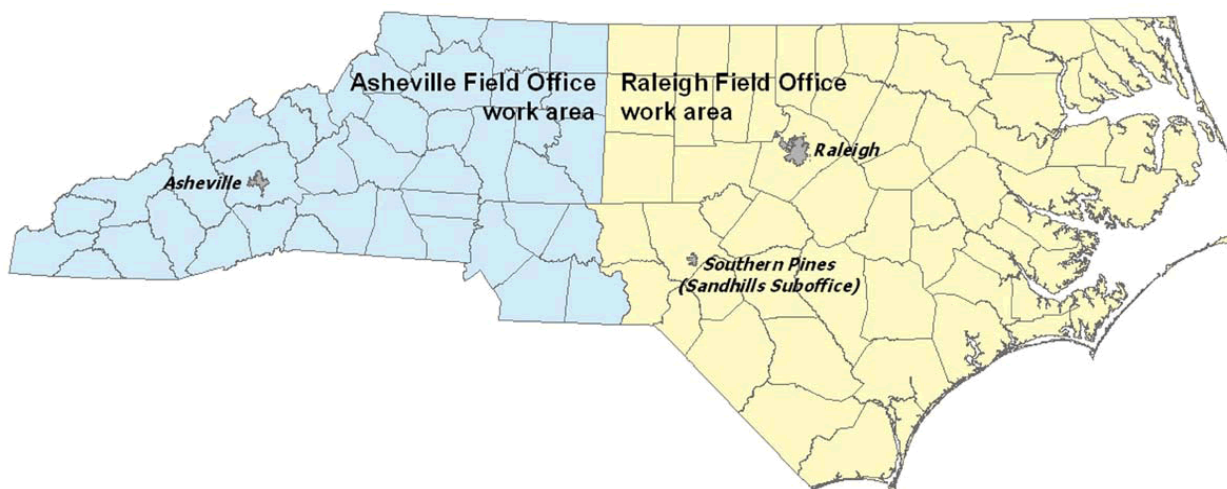 Asheville Field Office
work area
Raleigh Field Office
work area
Asheville
Raleigh
Southern Pines
(Sandhills Suboffice)